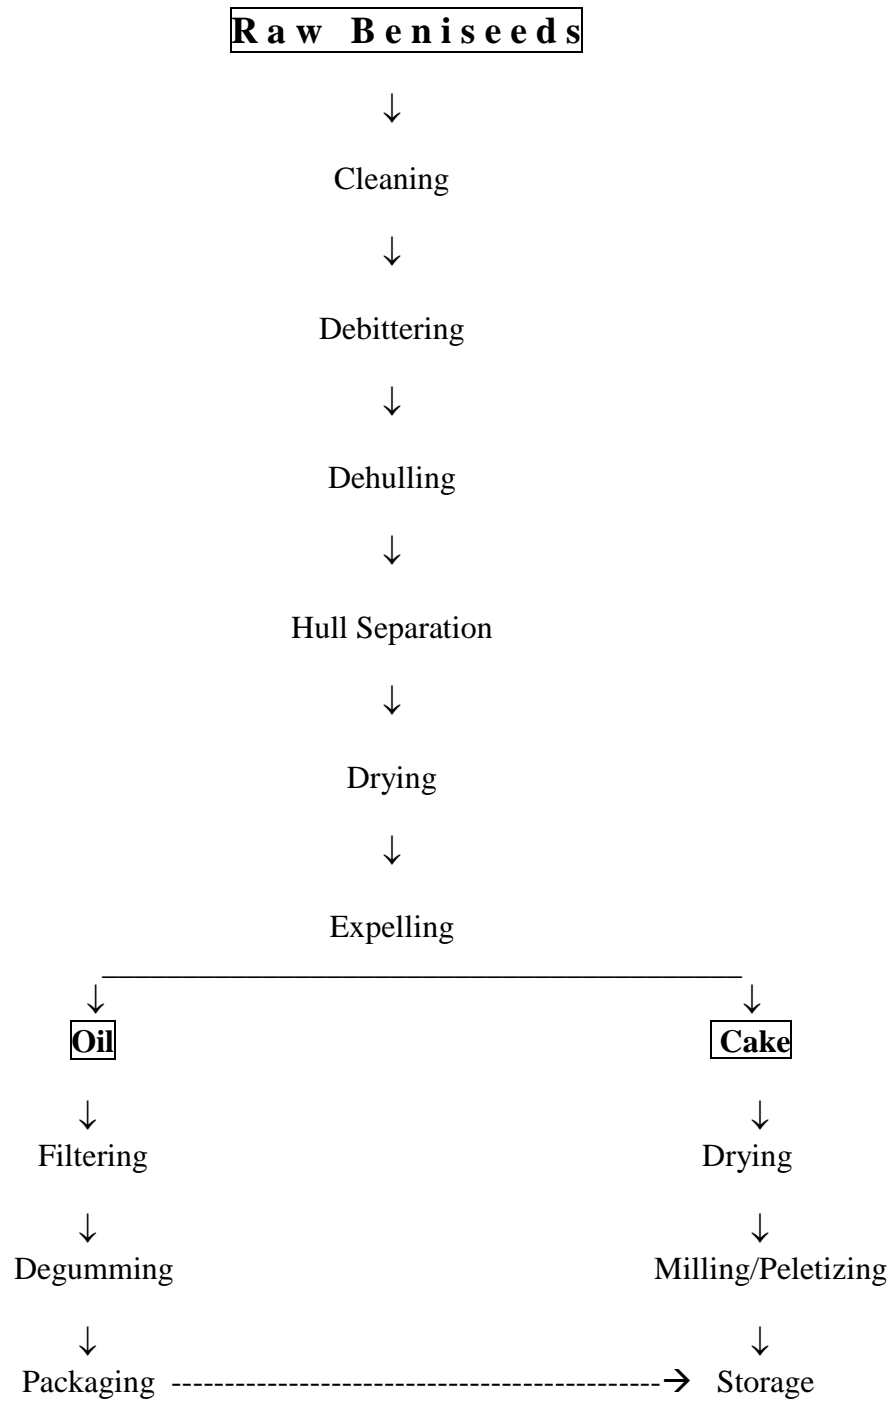 Raw Beniseeds
↓
Cleaning
↓
Debittering
↓
Dehulling
↓
Hull Separation
↓
Drying
↓
Expelling
↓ ↓
Oil Cake
↓ ↓
Filtering Drying
↓ ↓
Degumming Milling/Peletizing
↓ ↓
Packaging ----------------------------------------------→ Storage